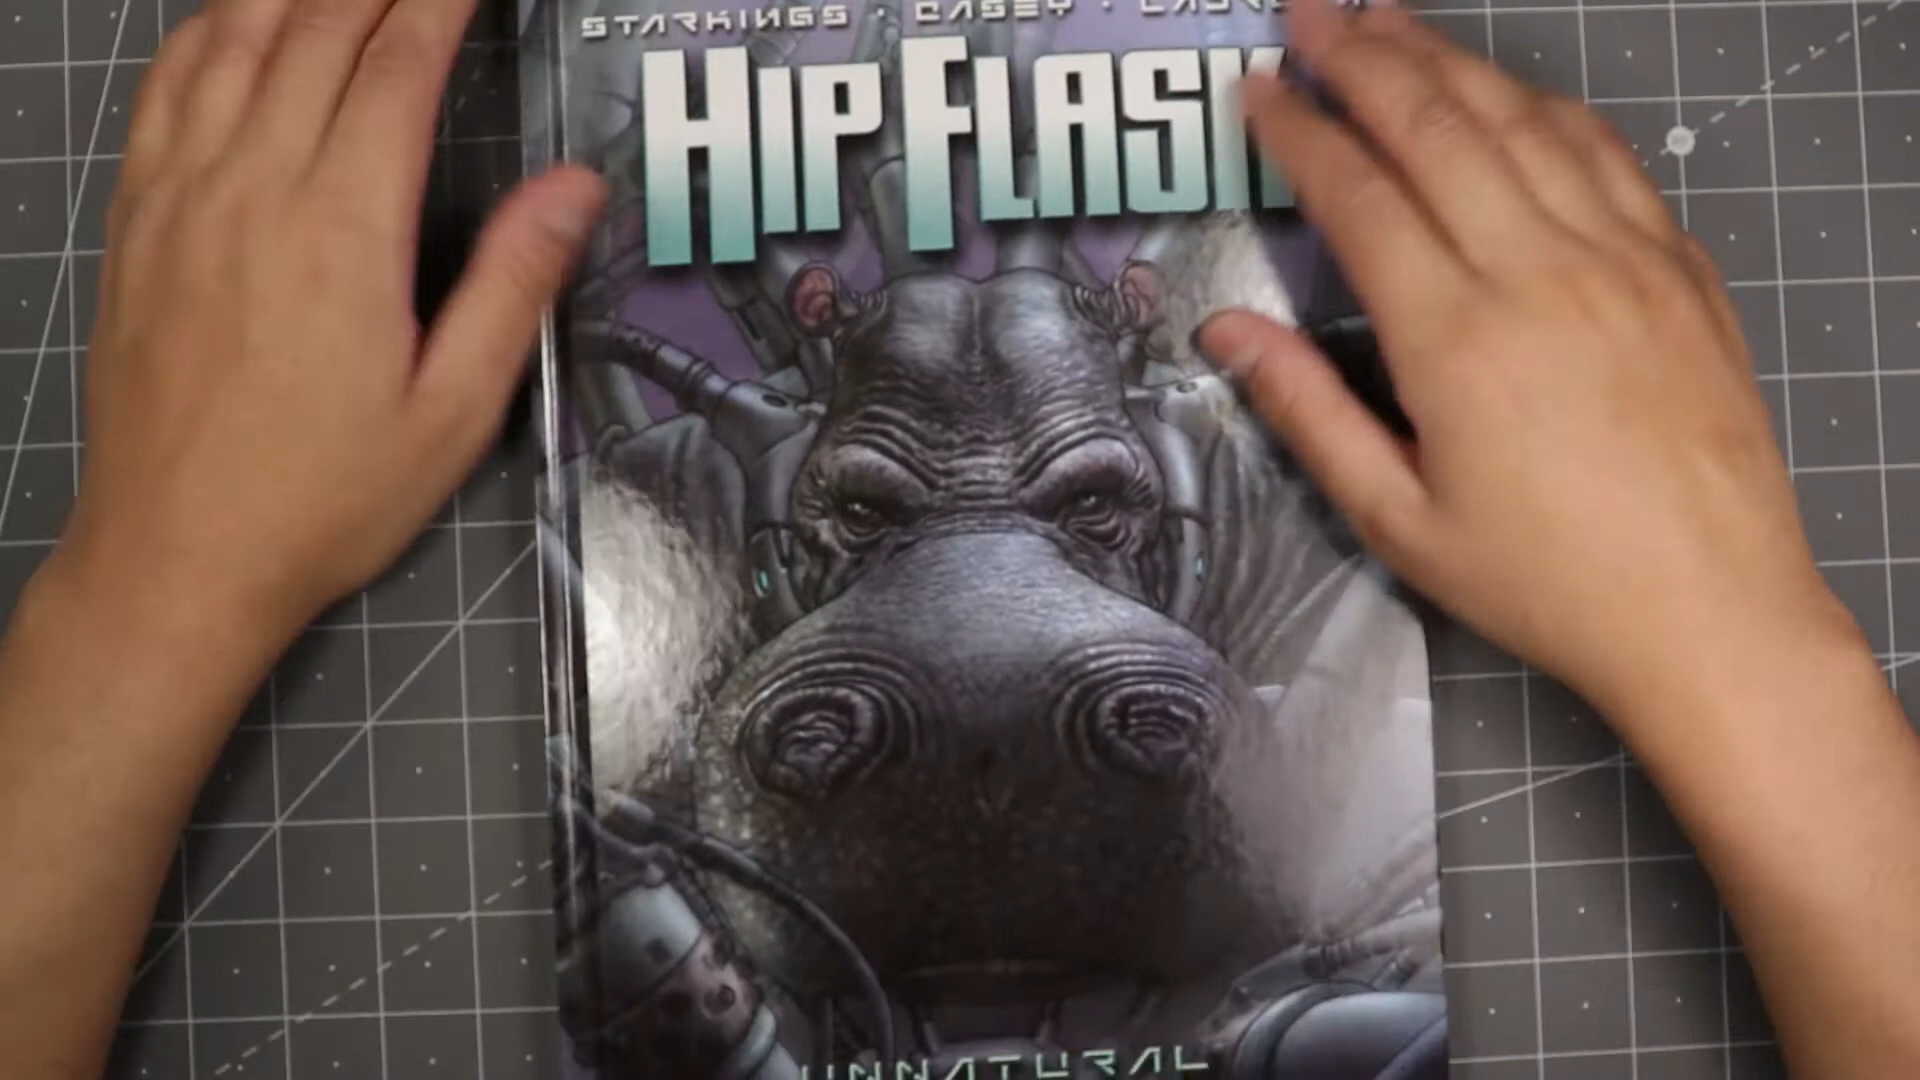 STARKINGS · CASEY ·
HIP FLASK
UNNATURAL